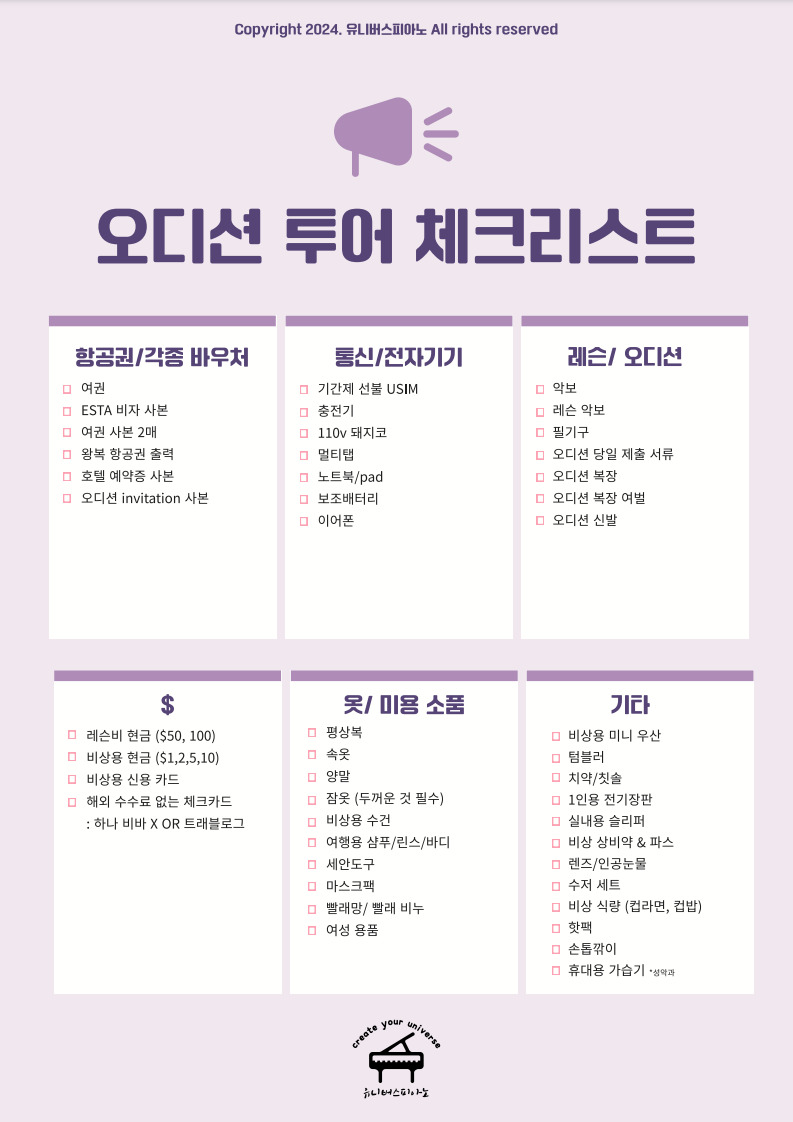 Copyright 2024. 유니버스피아노 All rights reserved
오디션 투어 체크리스트
항공권/각종 바우처
여권
ESTA 비자 사본
여권 사본 2매
왕복 항공권 출력
호텔 예약증 사본
오디션 invitation 사본
통신/전자기기
기간제 선불 USIM
충전기
110v 돼지코
멀티탭
노트북/pad
보조배터리
이어폰
레슨/ 오디션
악보
레슨 악보
필기구
오디션 당일 제출 서류
오디션 복장
오디션 복장 여벌
오디션 신발
$
레슨비 현금 ($50, 100)
비상용 현금 ($1,2,5,10)
비상용 신용 카드
해외 수수료 없는 체크카드
: 하나 비바 X OR 트래블로그
옷/ 미용 소품
평상복
속옷
양말
잠옷 (두꺼운 것 필수)
비상용 수건
여행용 샴푸/린스/바디
세안도구
마스크팩
빨래망/ 빨래 비누
여성 용품
기타
비상용 미니 우산
텀블러
치약/칫솔
1인용 전기장판
실내용 슬리퍼
비상 상비약 & 파스
렌즈/인공눈물
수저 세트
비상 식량 (컵라면, 컵밥)
핫팩
손톱깎이
휴대용 가습기 *성악과
create your universe
유니버스피아노